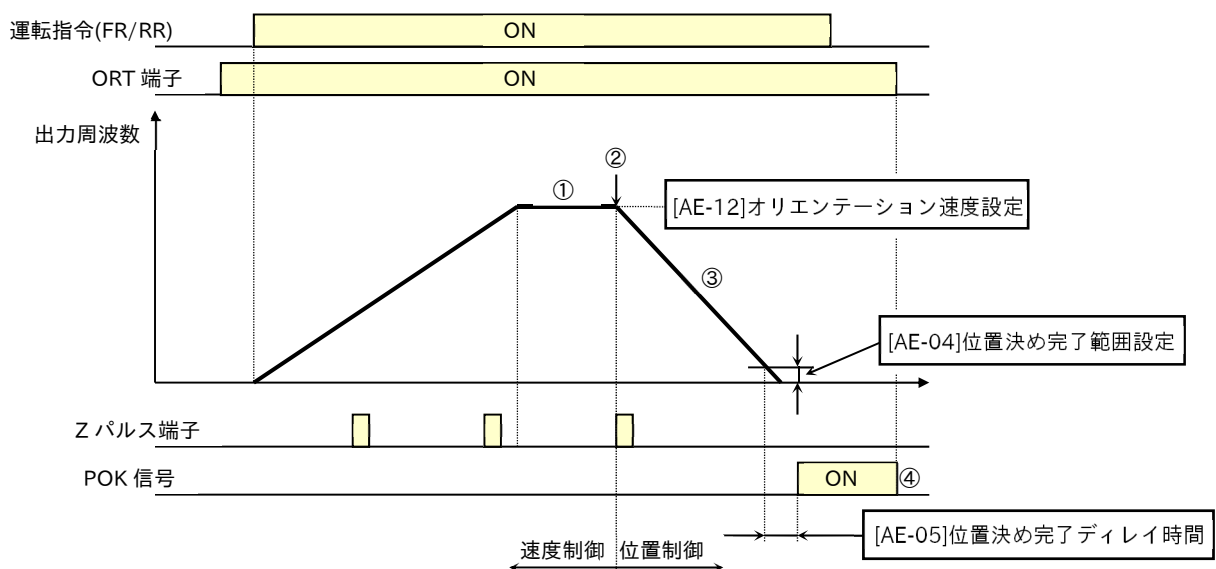 運転指令(FR/RR)
ON
ORT 端子
ON
出力周波数
②
①
[AE-12]オリエンテーション速度設定
③
[AE-04]位置決め完了範囲設定
Z パルス端子
POK 信号
ON
④
[AE-05]位置決め完了ディレイ時間
速度制御
位置制御